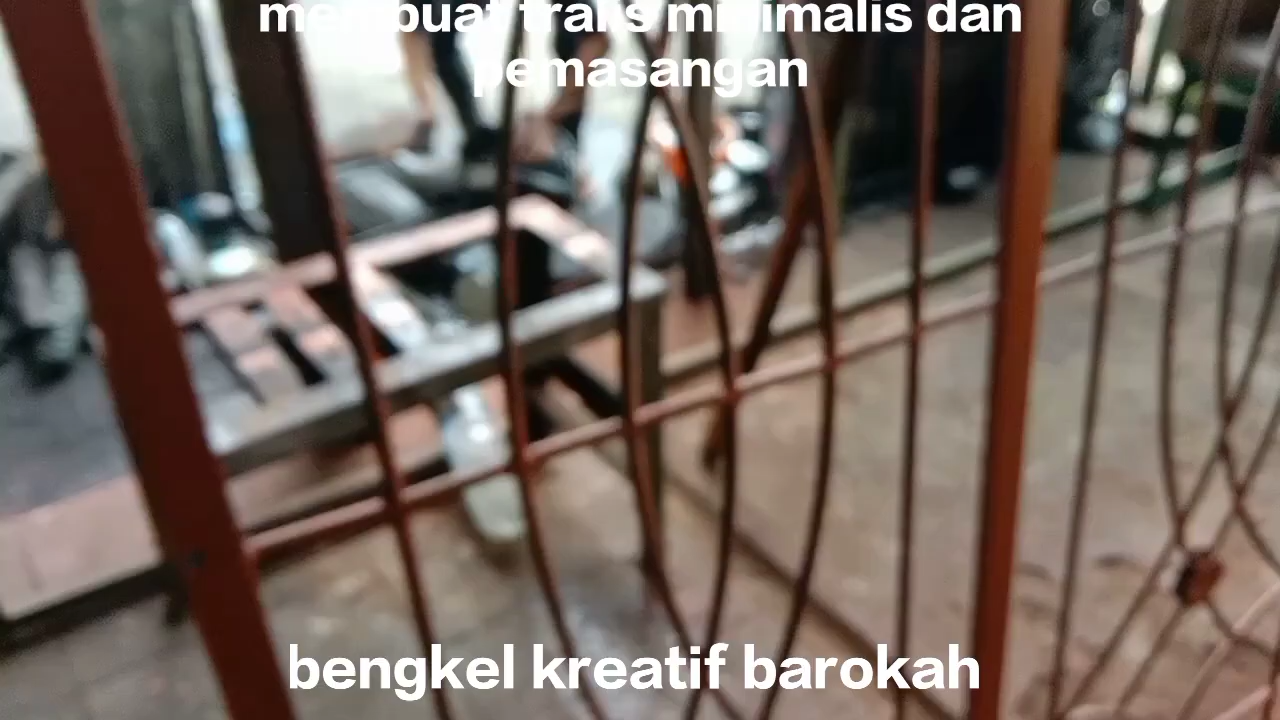 membuat tralis minimalis dan
pemasangan
bengkel kreatif barokah